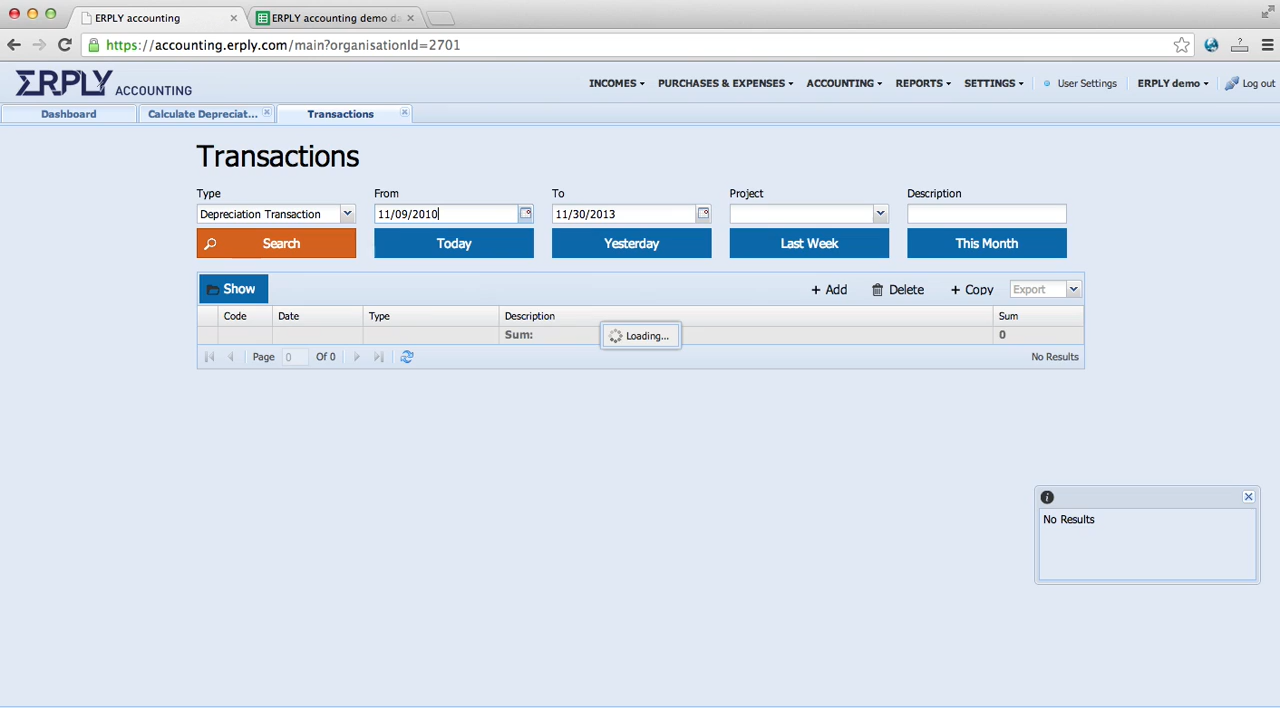 ERPLY accounting
ERPLY accounting demo da
https://accounting.erply.com/main?organisationId=2701
ERPLY ACCOUNTING
INCOMES PURCHASES & EXPENSES ACCOUNTING REPORTS SETTINGS User Settings ERPLY demo Log out
Dashboard Calculate Depreciat... Transactions
Transactions
Type From To Project Description
Depreciation Transaction 11/09/2010 11/30/2013
Search Today Yesterday Last Week This Month
Show + Add Delete + Copy Export
Code Date Type Description Sum
Sum: 0
Loading...
Page 0 Of 0 No Results
No Results